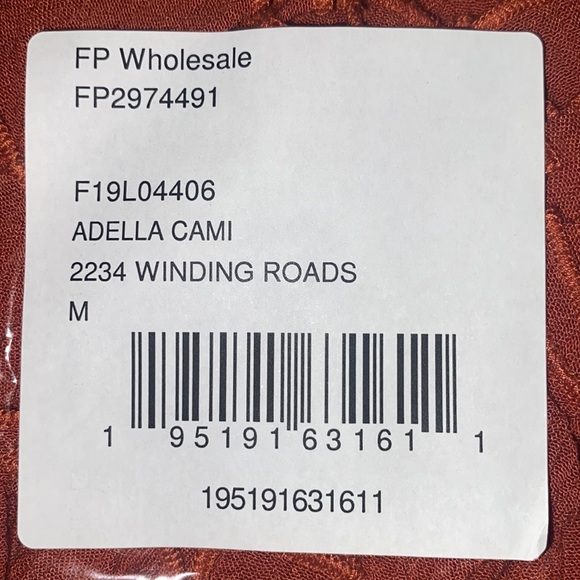 FP Wholesale
FP2974491
F19L04406
ADELLA CAMI
2234 WINDING ROADS
M
1 95191 63161 1
195191631611